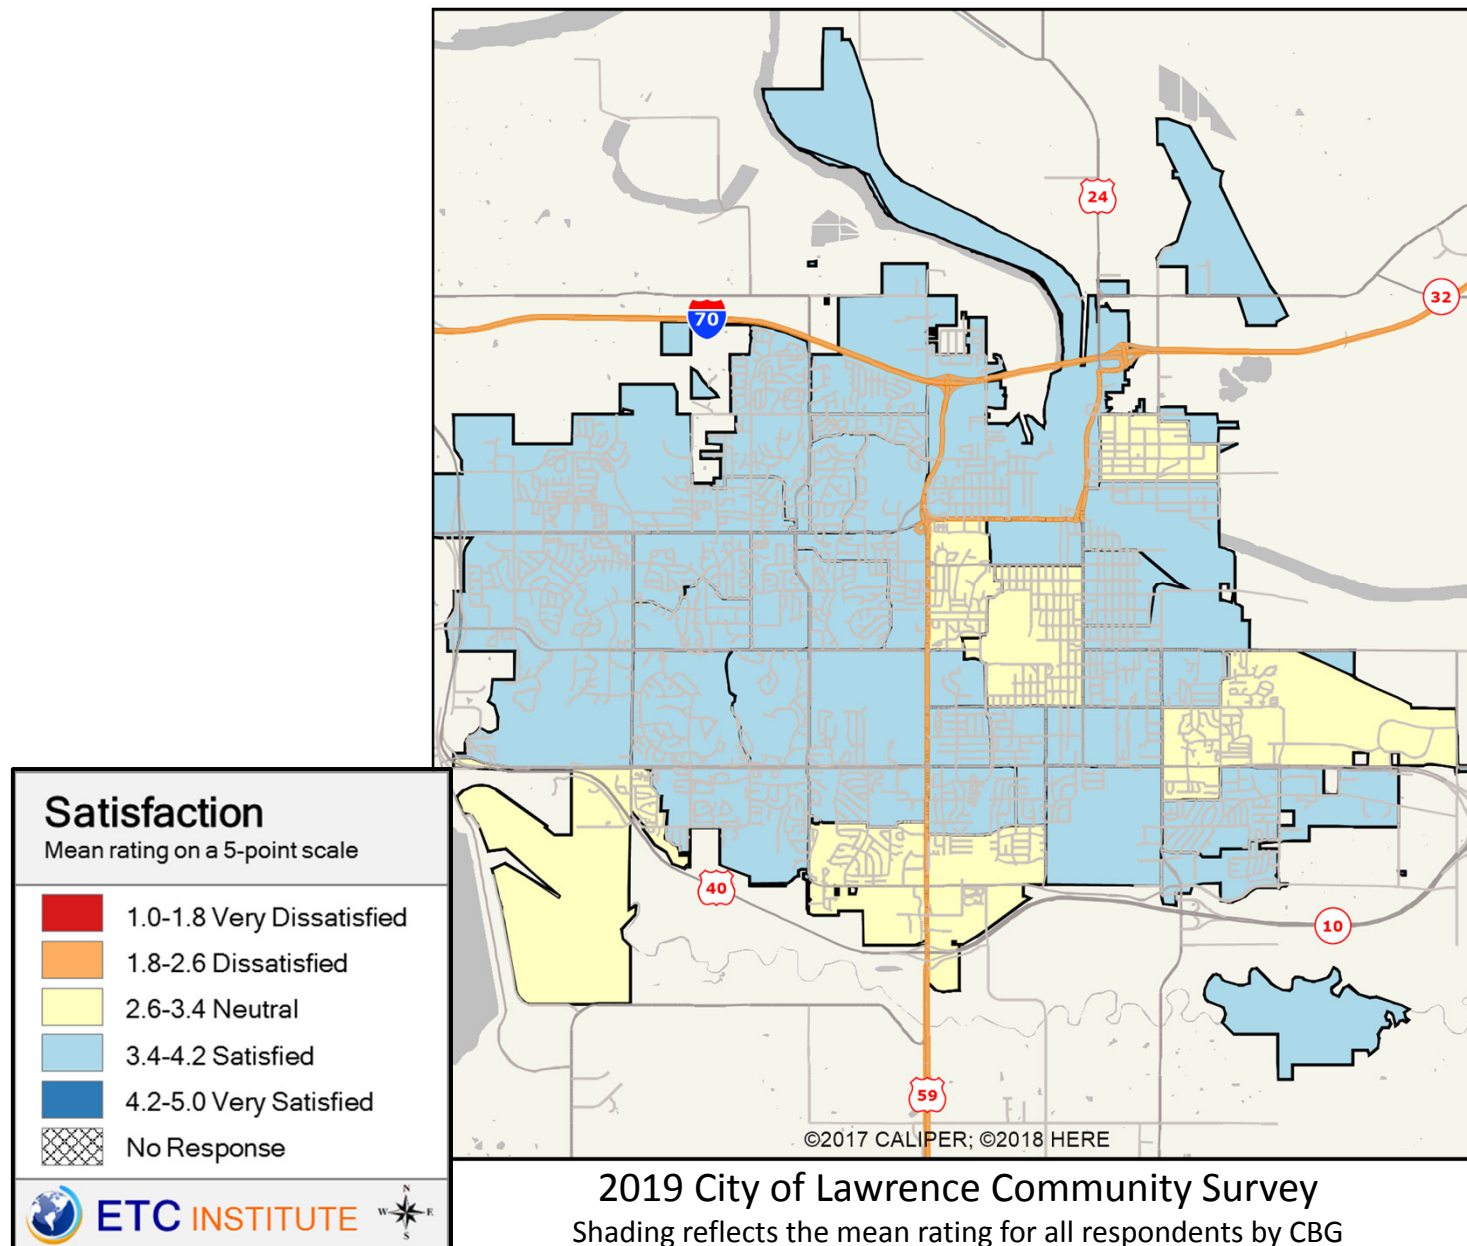 24
32
70
40
10
59
©2017 CALIPER; ©2018 HERE
Satisfaction
Mean rating on a 5-point scale
1.0-1.8 Very Dissatisfied
1.8-2.6 Dissatisfied
2.6-3.4 Neutral
3.4-4.2 Satisfied
4.2-5.0 Very Satisfied
No Response
ETC INSTITUTE
N
W E
S
2019 City of Lawrence Community Survey
Shading reflects the mean rating for all respondents by CBG